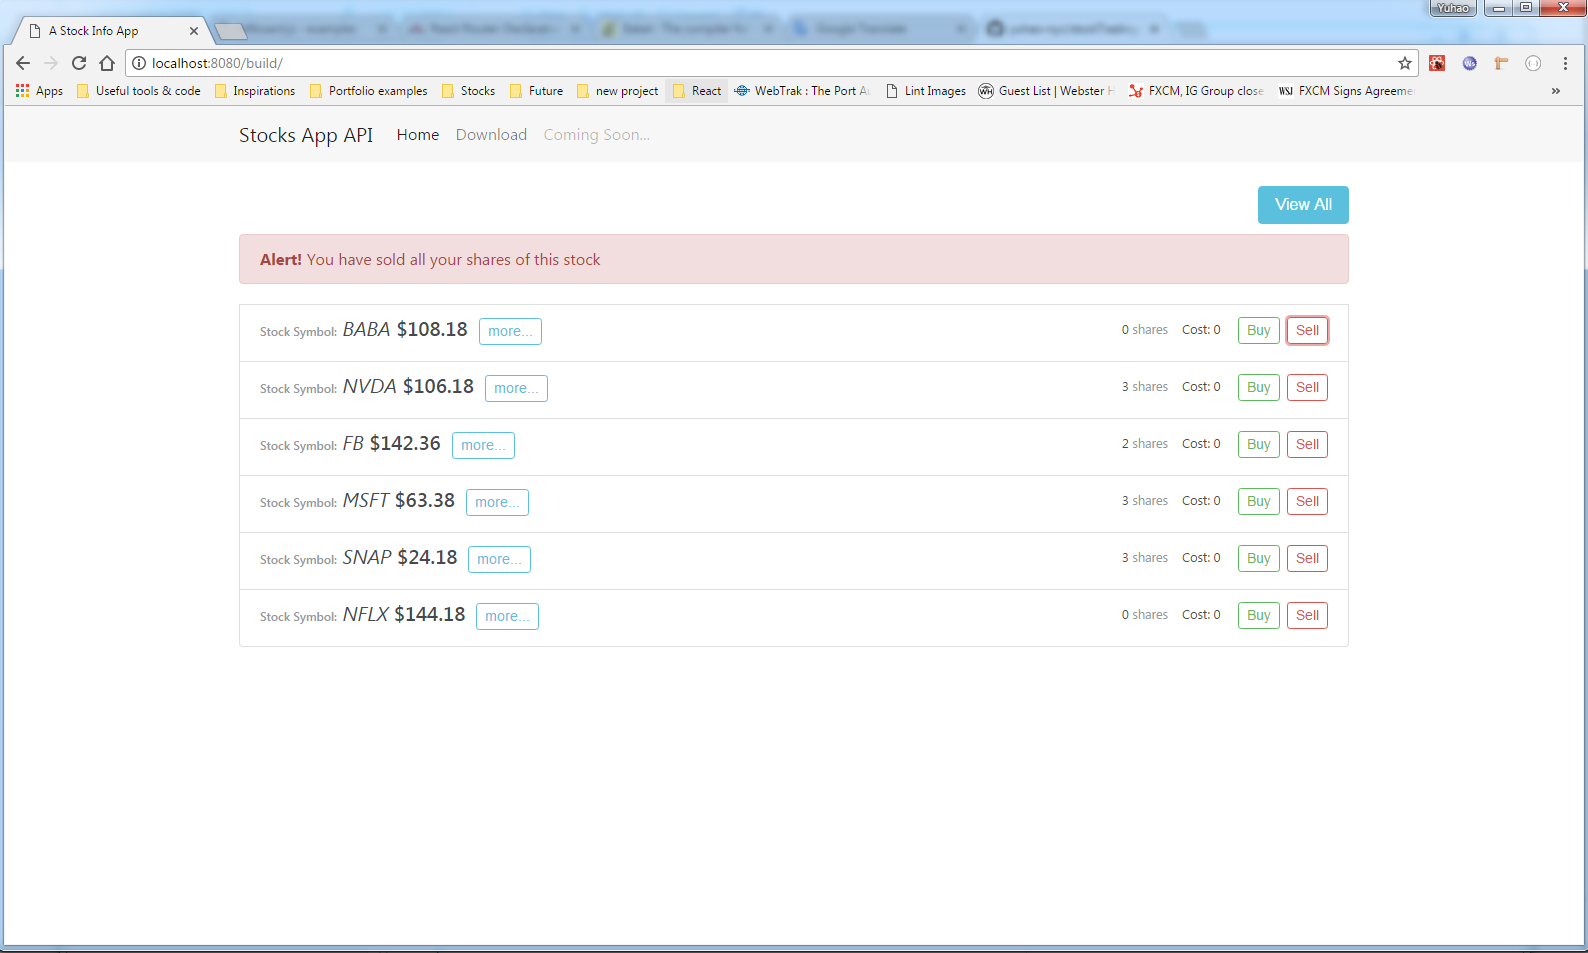 Yuhao
A Stock Info App
localhost:8080/build/
Apps Useful tools & code Inspirations Portfolio examples Stocks Future new project React WebTrak : The Port Lint Images Guest List | Webster FXCM, IG Group close WSJ FXCM Signs Agreeme
Stocks App API Home Download Coming Soon...
View All
Alert! You have sold all your shares of this stock
Stock Symbol: BABA $108.18 more... 0 shares Cost: 0 Buy Sell
Stock Symbol: NVDA $106.18 more... 3 shares Cost: 0 Buy Sell
Stock Symbol: FB $142.36 more... 2 shares Cost: 0 Buy Sell
Stock Symbol: MSFT $63.38 more... 3 shares Cost: 0 Buy Sell
Stock Symbol: SNAP $24.18 more... 3 shares Cost: 0 Buy Sell
Stock Symbol: NFLX $144.18 more... 0 shares Cost: 0 Buy Sell